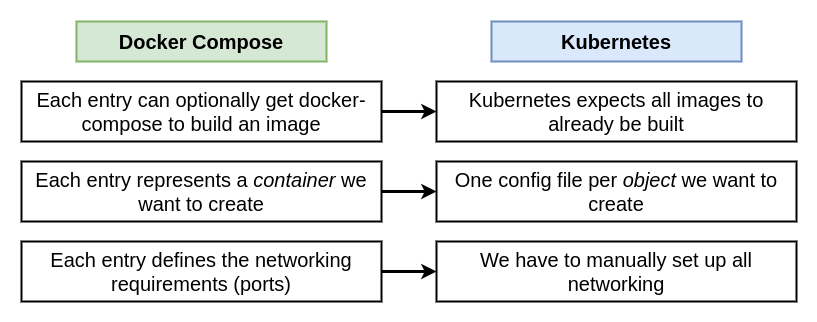 Docker Compose
Kubernetes
Each entry can optionally get docker-
compose to build an image
Kubernetes expects all images to
already be built
Each entry represents a container we
want to create
One config file per object we want to
create
Each entry defines the networking
requirements (ports)
We have to manually set up all
networking